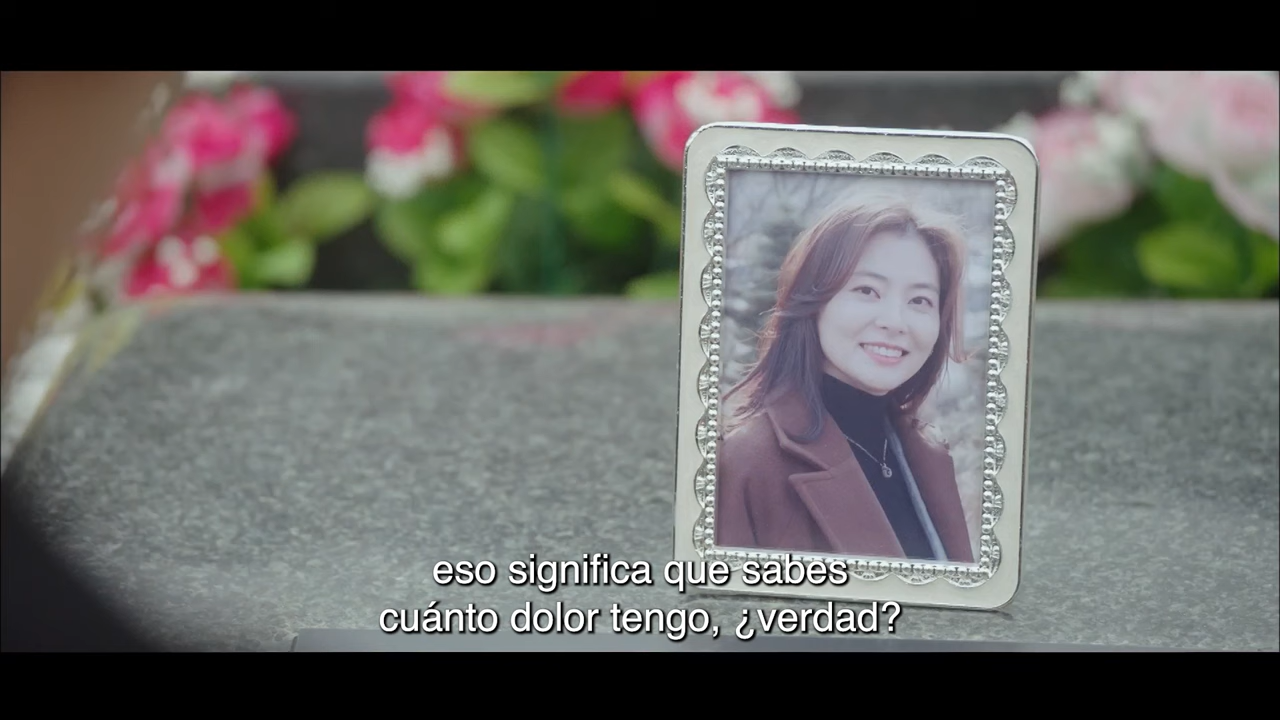 eso significa que sabes
cuánto dolor tengo, ¿verdad?